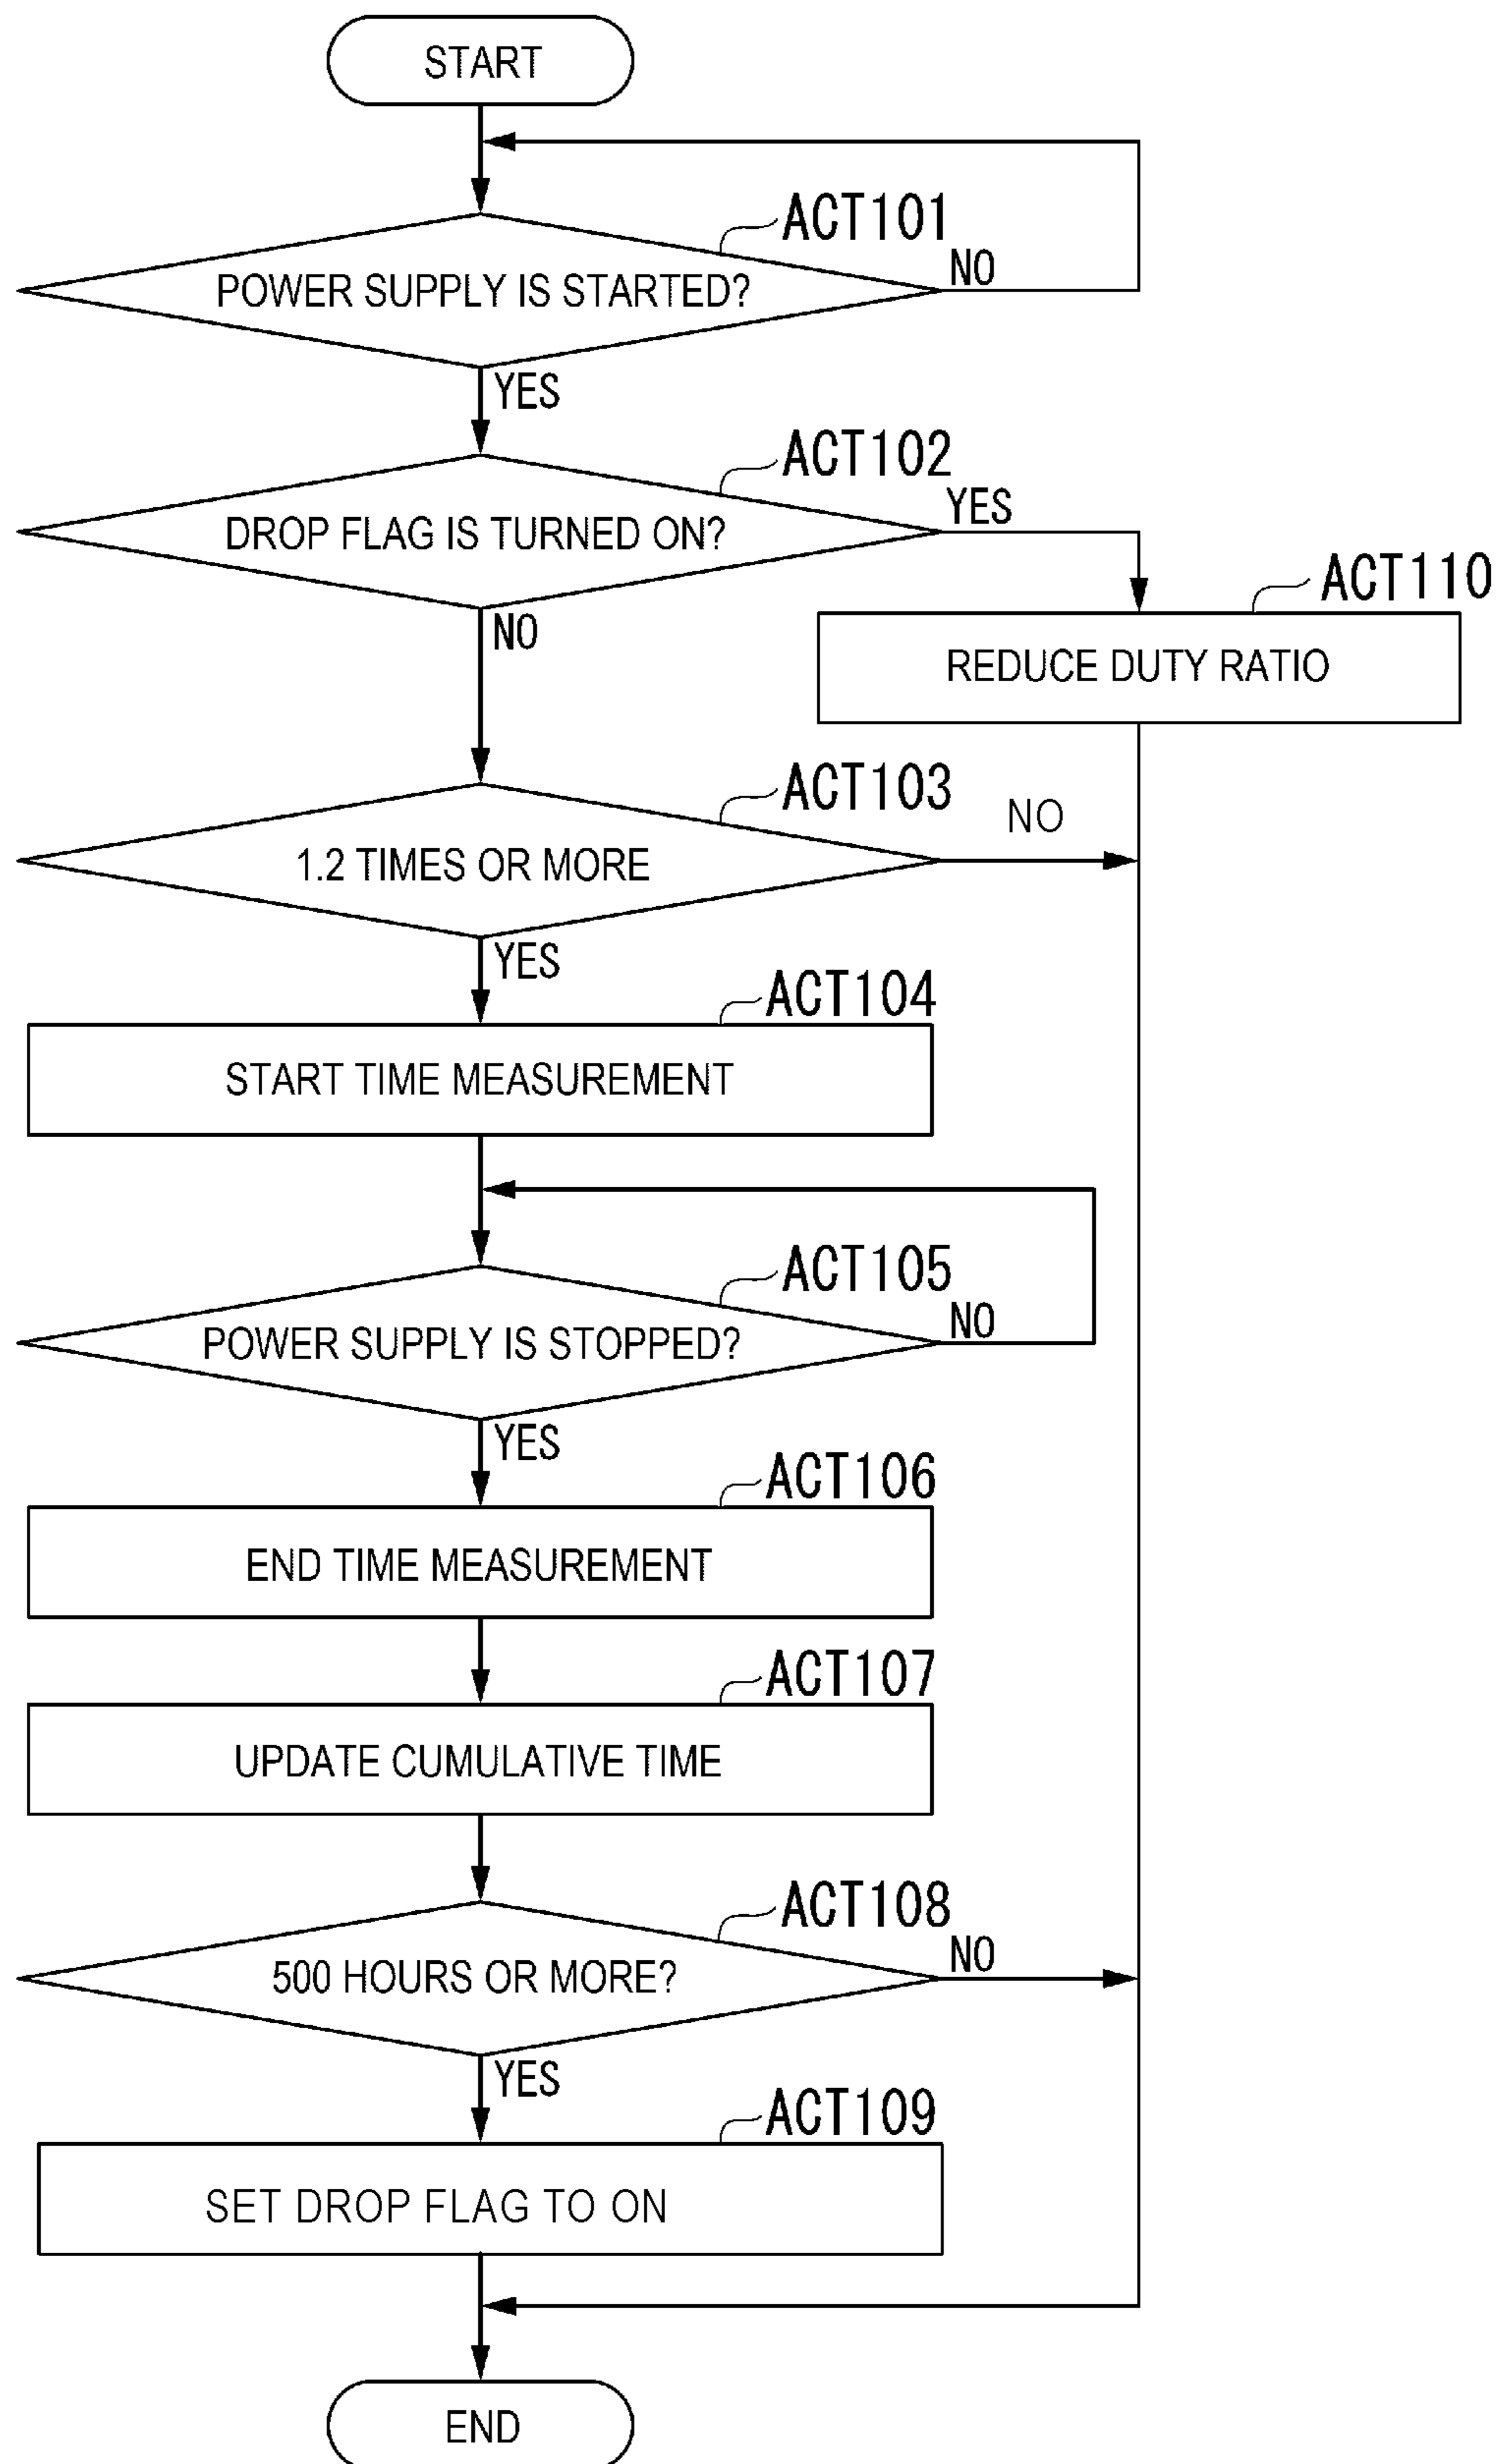 START
ACT101
POWER SUPPLY IS STARTED?
NO
YES
ACT102
DROP FLAG IS TURNED ON?
YES
NO
ACT110
REDUCE DUTY RATIO
ACT103
1.2 TIMES OR MORE
NO
YES
ACT104
START TIME MEASUREMENT
ACT105
POWER SUPPLY IS STOPPED?
NO
YES
ACT106
END TIME MEASUREMENT
ACT107
UPDATE CUMULATIVE TIME
ACT108
500 HOURS OR MORE?
NO
YES
ACT109
SET DROP FLAG TO ON
END